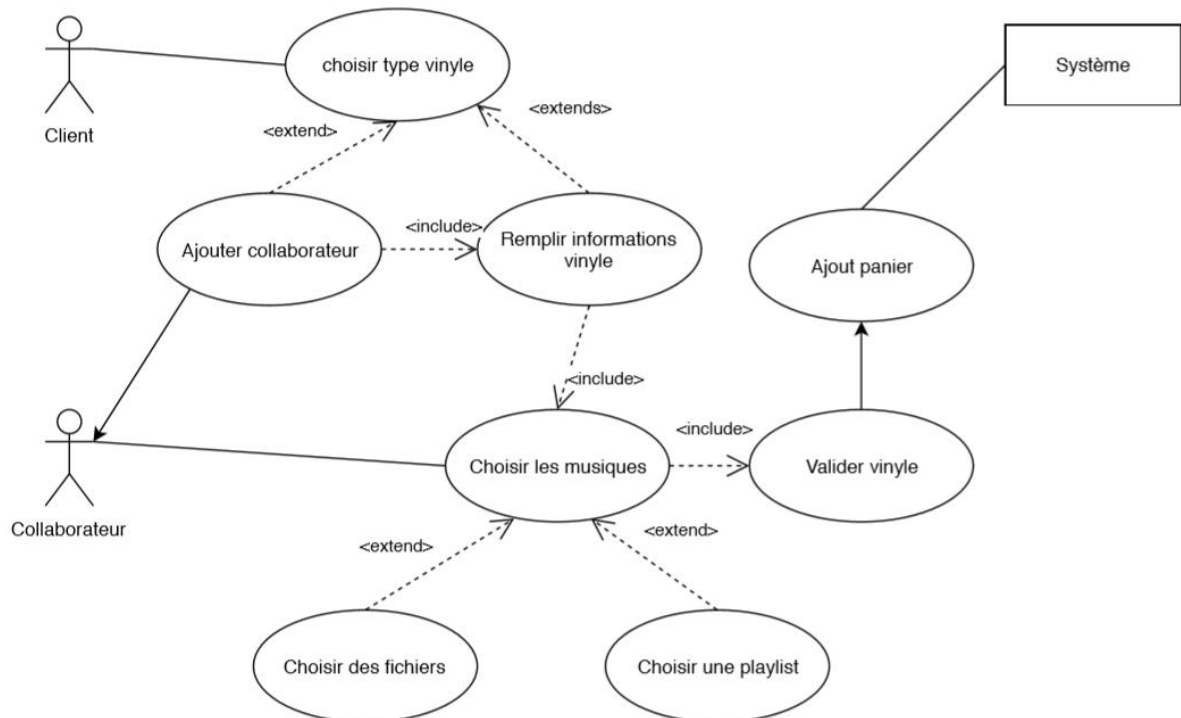 choisir type vinyle
Système
Client
<extend>
<extends>
Ajouter collaborateur
<include>
Remplir informations
vinyle
Ajout panier
<include>
Collaborateur
Choisir les musiques
<include>
Valider vinyle
<extend>
<extend>
Choisir des fichiers
Choisir une playlist